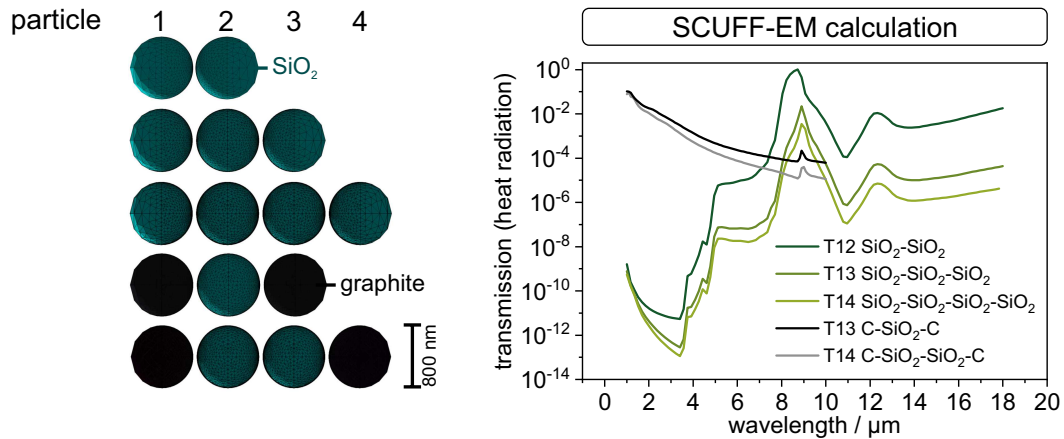 particle 1 2 3 4
SiO₂
graphite
800 nm
SCUFF-EM calculation
transmission (heat radiation)
10⁰
10⁻²
10⁻⁴
10⁻⁶
10⁻⁸
10⁻¹⁰
10⁻¹²
10⁻¹⁴
T12 SiO₂-SiO₂
T13 SiO₂-SiO₂-SiO₂
T14 SiO₂-SiO₂-SiO₂-SiO₂
T13 C-SiO₂-C
T14 C-SiO₂-SiO₂-C
0 2 4 6 8 10 12 14 16 18 20
wavelength / µm